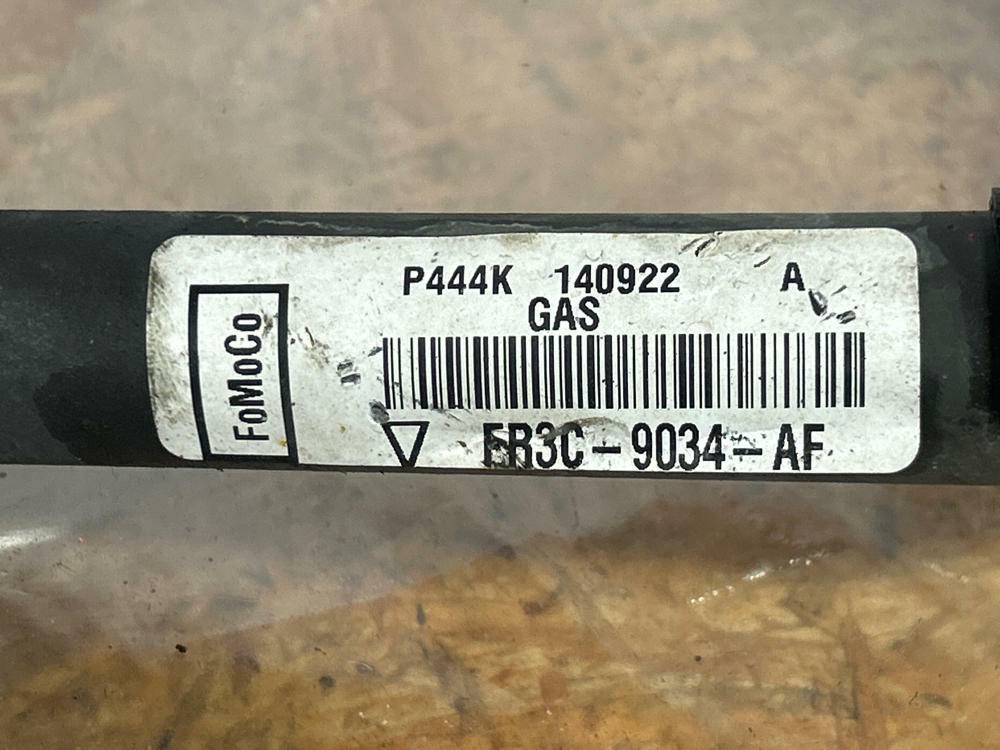 FoMoCo
P444K 140922 A
GAS
FR3C-9034-AF